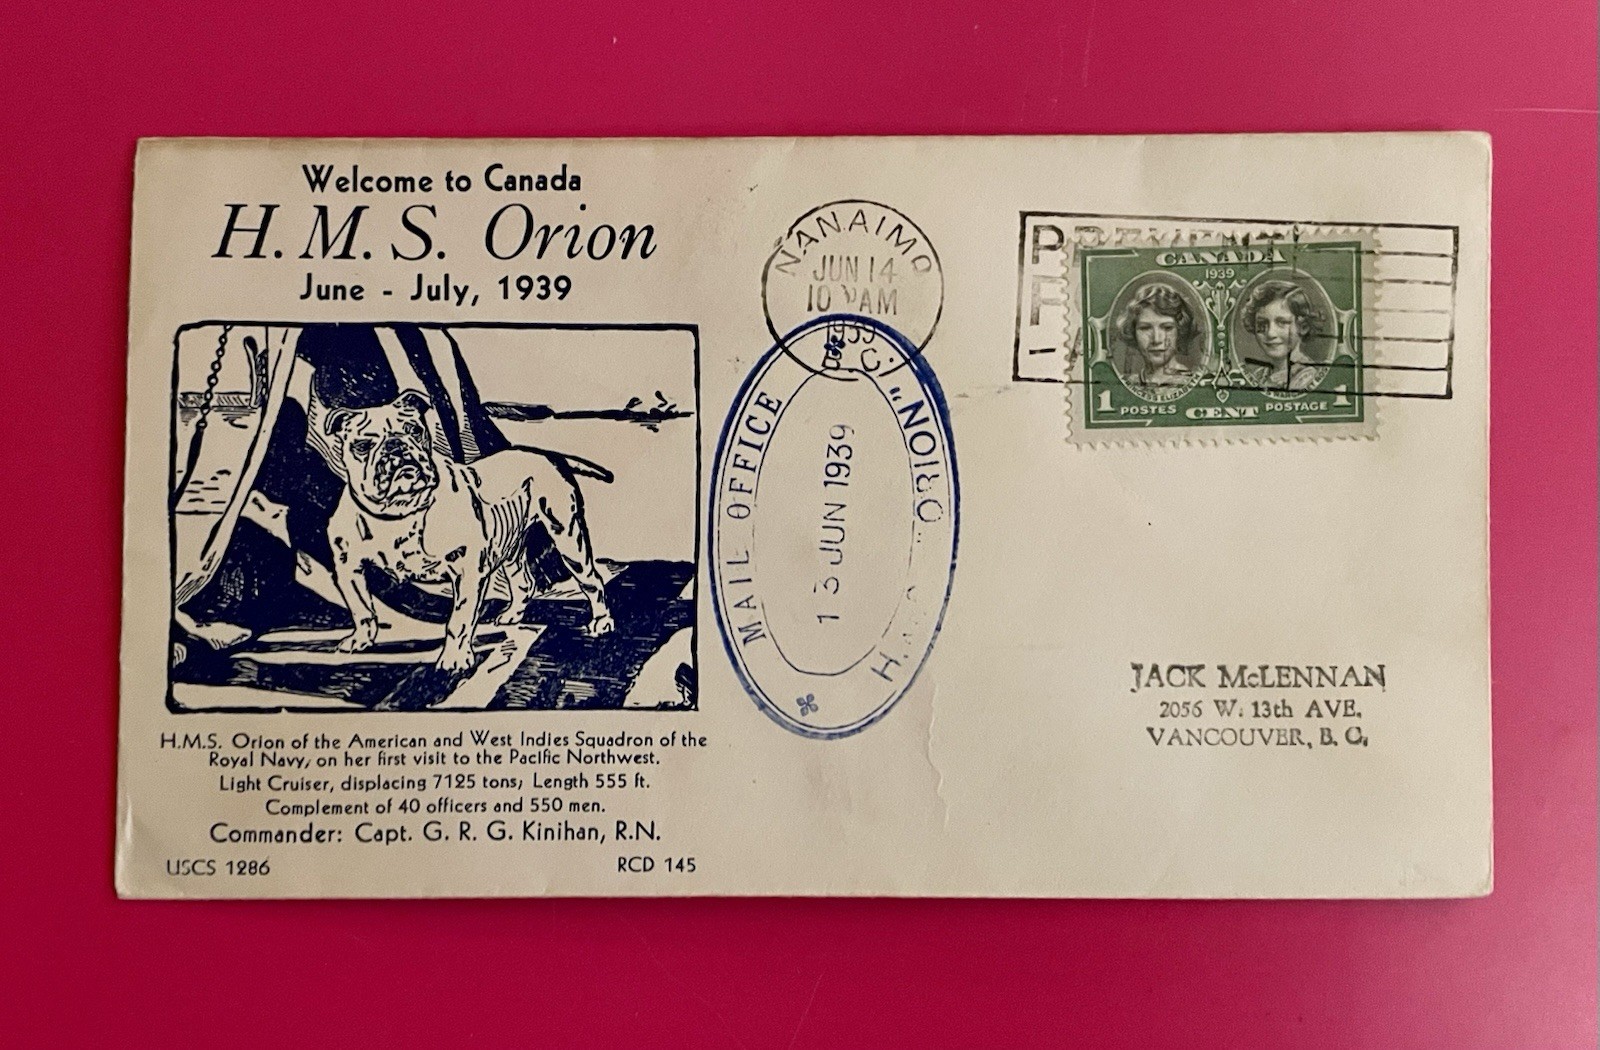 Welcome to Canada
H. M. S. Orion
June - July, 1939
H.M.S. Orion of the American and West Indies Squadron of the
Royal Navy, on her first visit to the Pacific Northwest.
Light Cruiser, displacing 7125 tons; Length 555 ft.
Complement of 40 officers and 550 men.
Commander: Capt. G. R. G. Kinihan, R.N.
USCS 1286
RCD 145
NANAIMO
JUN 14
10 AM
1939
B. C.
MAIL OFFICE
H.M.S. "ORION"
13 JUN 1939
CANADA
1939
1 POSTES CENT POSTAGE 1
JACK McLENNAN
2056 W. 13th AVE,
VANCOUVER, B. C,